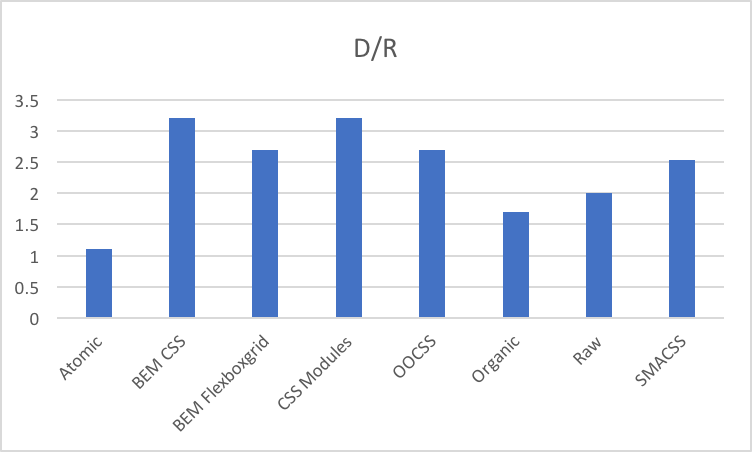 D/R
3.5
3
2.5
2
1.5
1
0.5
0
Atomic
BEM CSS
BEM Flexboxgrid
CSS Modules
OOCSS
Organic
Raw
SMACSS